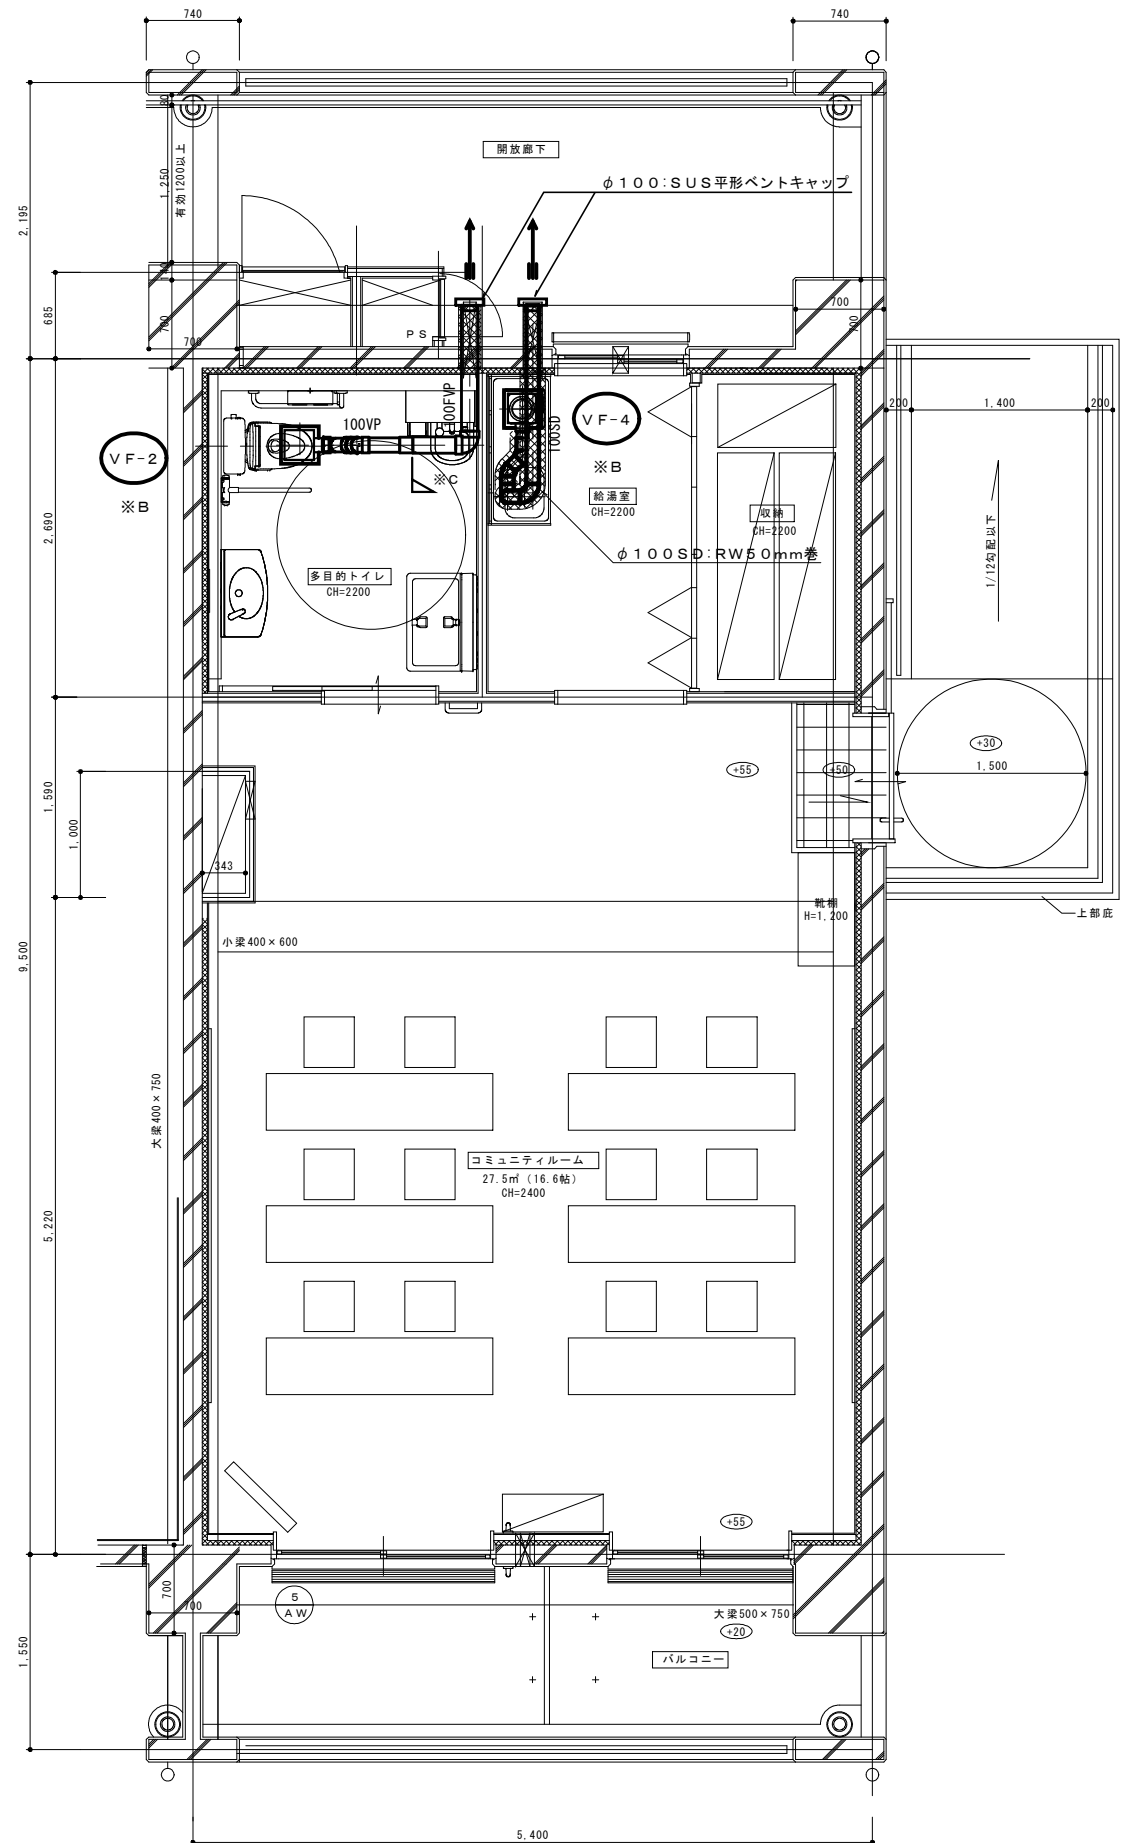 740
740
80
1,250
有効1200以上
2,195
開放廊下
φ100:SUS平形ベントキャップ
685
700
700
PS
700
700
100VP
100FVP
100SD
VF-2
※B
VF-4
※B
※C
給湯室
CH=2200
収納
CH=2200
φ100SD:RW50mm巻
多目的トイレ
CH=2200
200
1,400
200
1/12勾配以下
2,690
+30
1,500
+55
+50
1,590
1,000
343
靴棚
H=1,200
上部庇
小梁400×600
9,500
大梁400×750
コミュニティルーム
27.5㎡ (16.6帖)
CH=2400
5,220
+55
5
AW
700
700
大梁500×750
+20
バルコニー
1,550
5,400